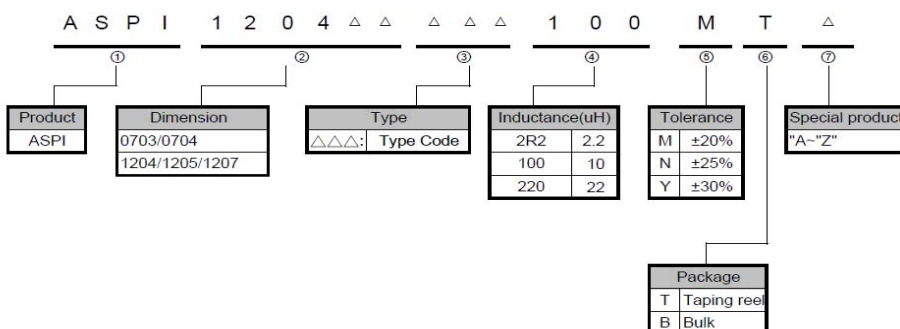 A S P I 1 2 0 4 △ △ △ △ △ 1 0 0 M T △
① ② ③ ④ ⑤ ⑥ ⑦
Product
ASPI
Dimension
0703/0704
1204/1205/1207
Type
△△△: Type Code
Inductance(uH)
2R2 2.2
100 10
220 22
Tolerance
M ±20%
N ±25%
Y ±30%
Special product
"A~"Z"
Package
T Taping reel
B Bulk